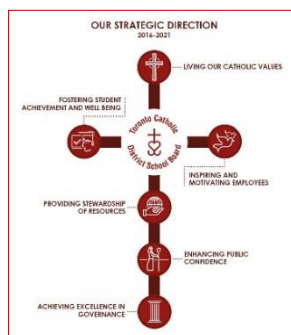 OUR STRATEGIC DIRECTION
2016-2021
LIVING OUR CATHOLIC VALUES
FOSTERING STUDENT
ACHIEVEMENT AND WELL BEING
Toronto Catholic
District School Board
INSPIRING AND
MOTIVATING EMPLOYEES
PROVIDING STEWARDSHIP
OF RESOURCES
ENHANCING PUBLIC
CONFIDENCE
ACHIEVING EXCELLENCE IN
GOVERNANCE